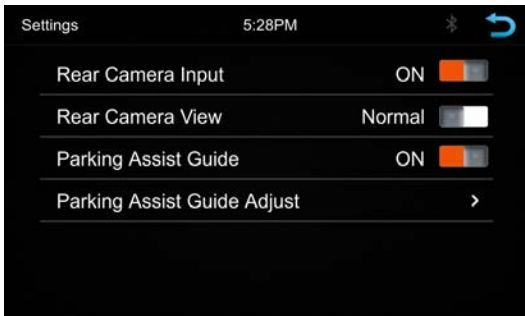 Settings 5:28PM
Rear Camera Input ON
Rear Camera View Normal
Parking Assist Guide ON
Parking Assist Guide Adjust >